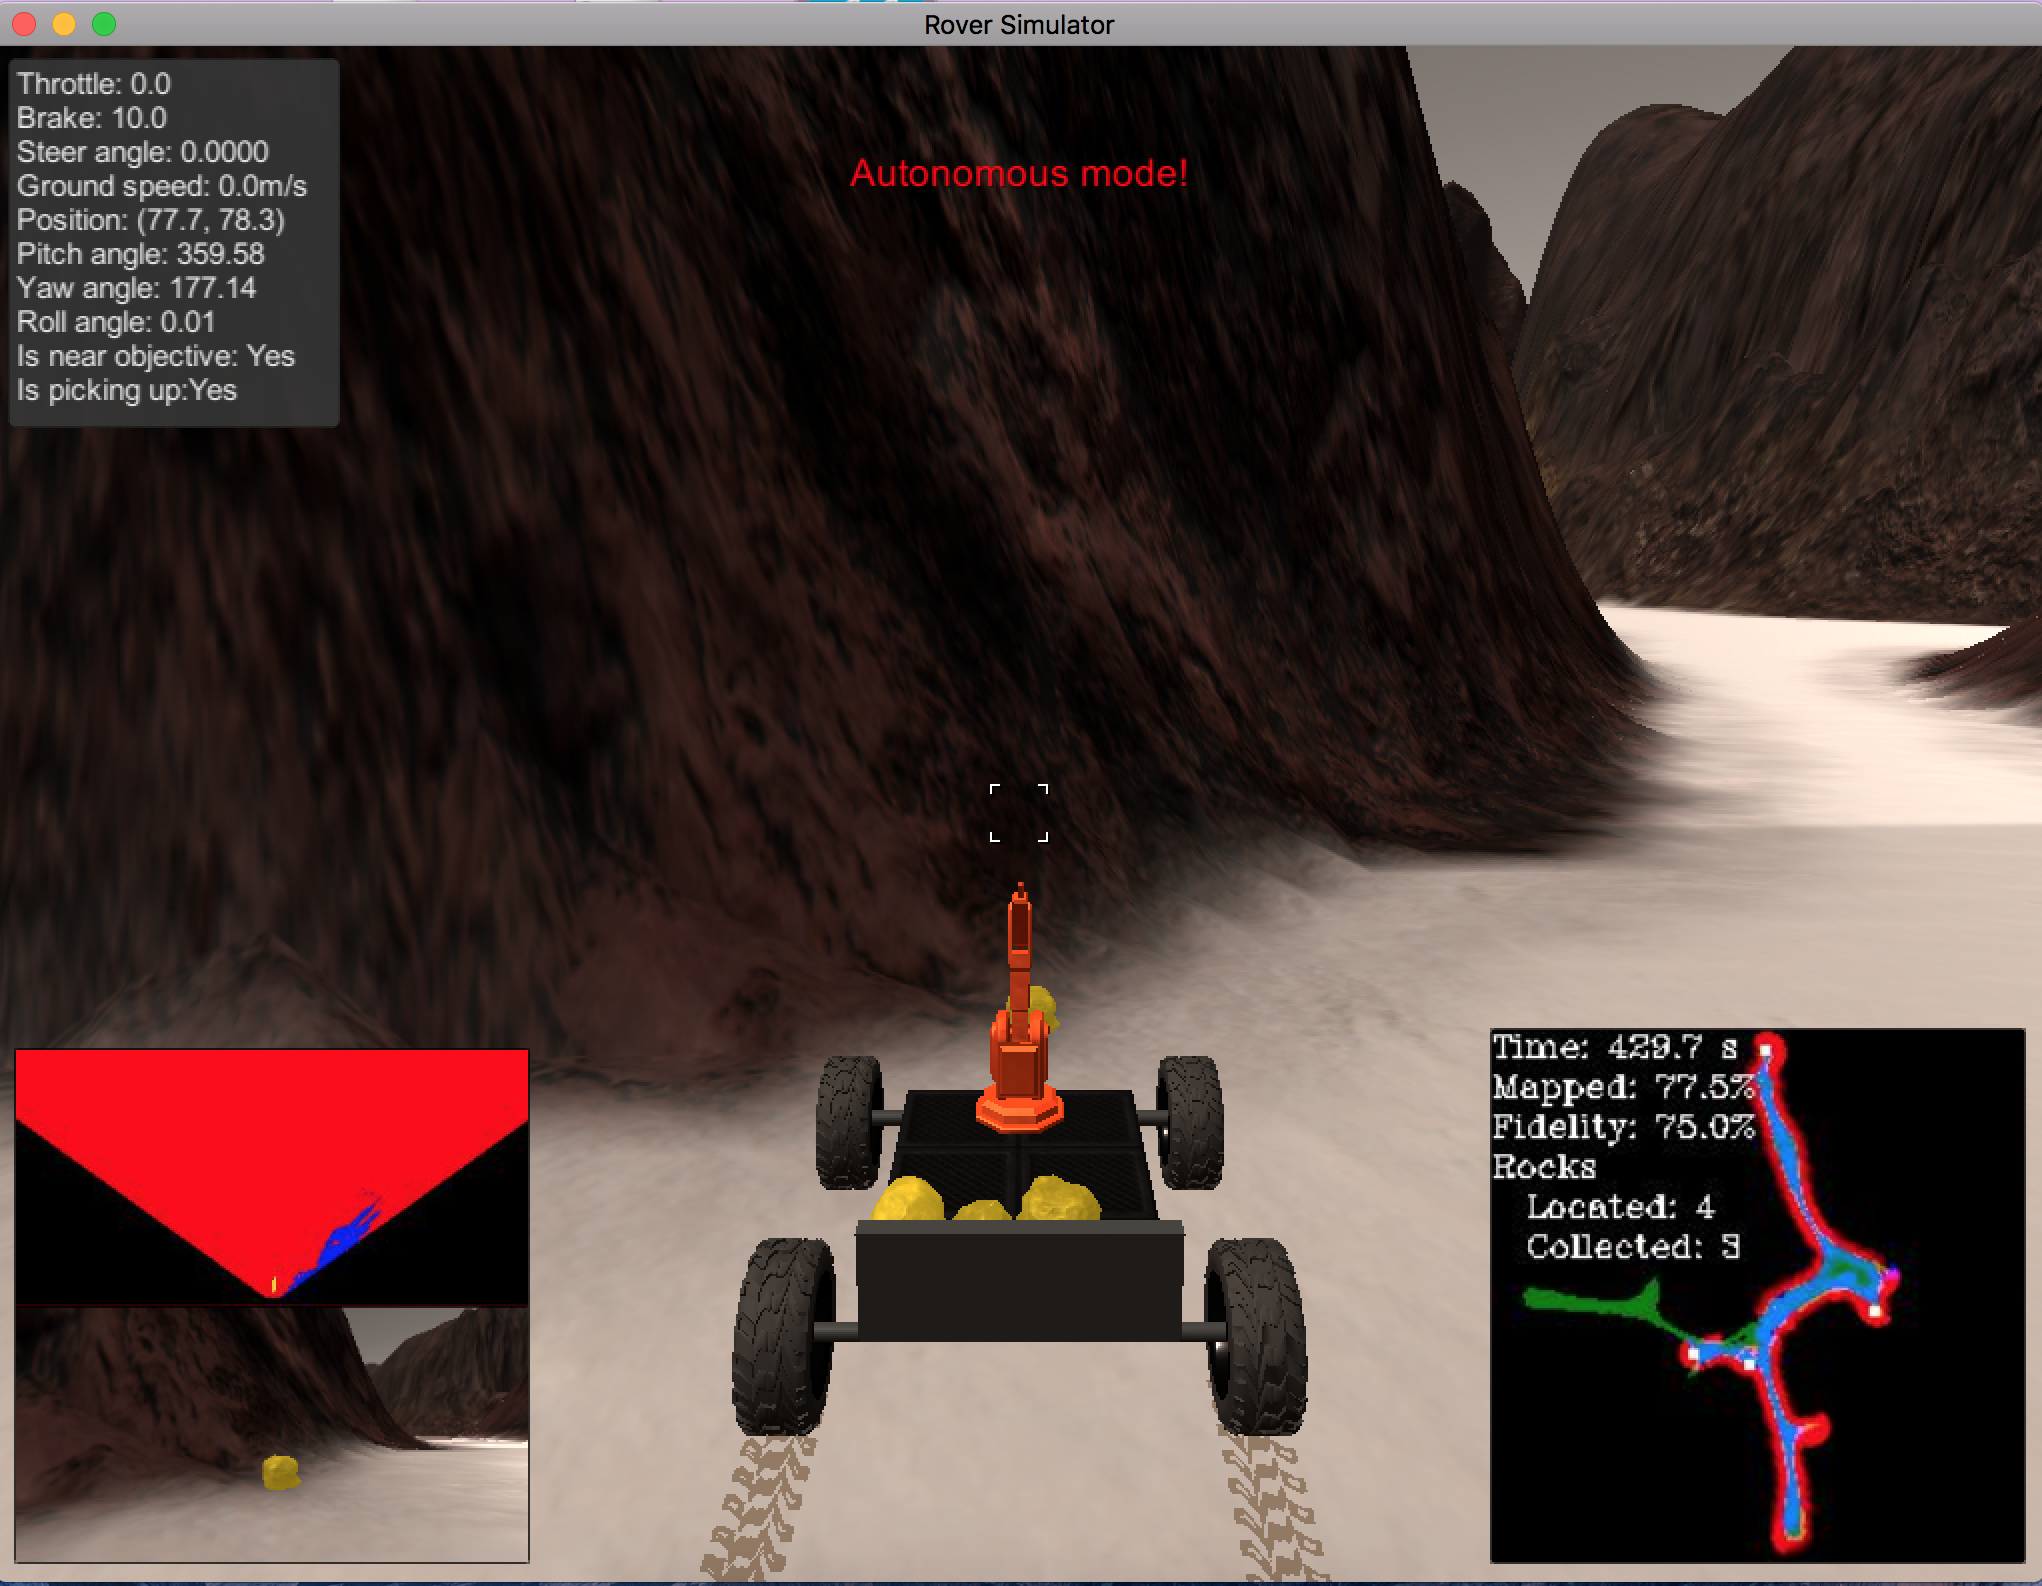 Rover Simulator
Throttle: 0.0
Brake: 10.0
Steer angle: 0.0000
Ground speed: 0.0m/s
Position: (77.7, 78.3)
Pitch angle: 359.58
Yaw angle: 177.14
Roll angle: 0.01
Is near objective: Yes
Is picking up:Yes
Autonomous mode!
Time: 429.7 s
Mapped: 77.5%
Fidelity: 75.0%
Rocks
Located: 4
Collected: 3